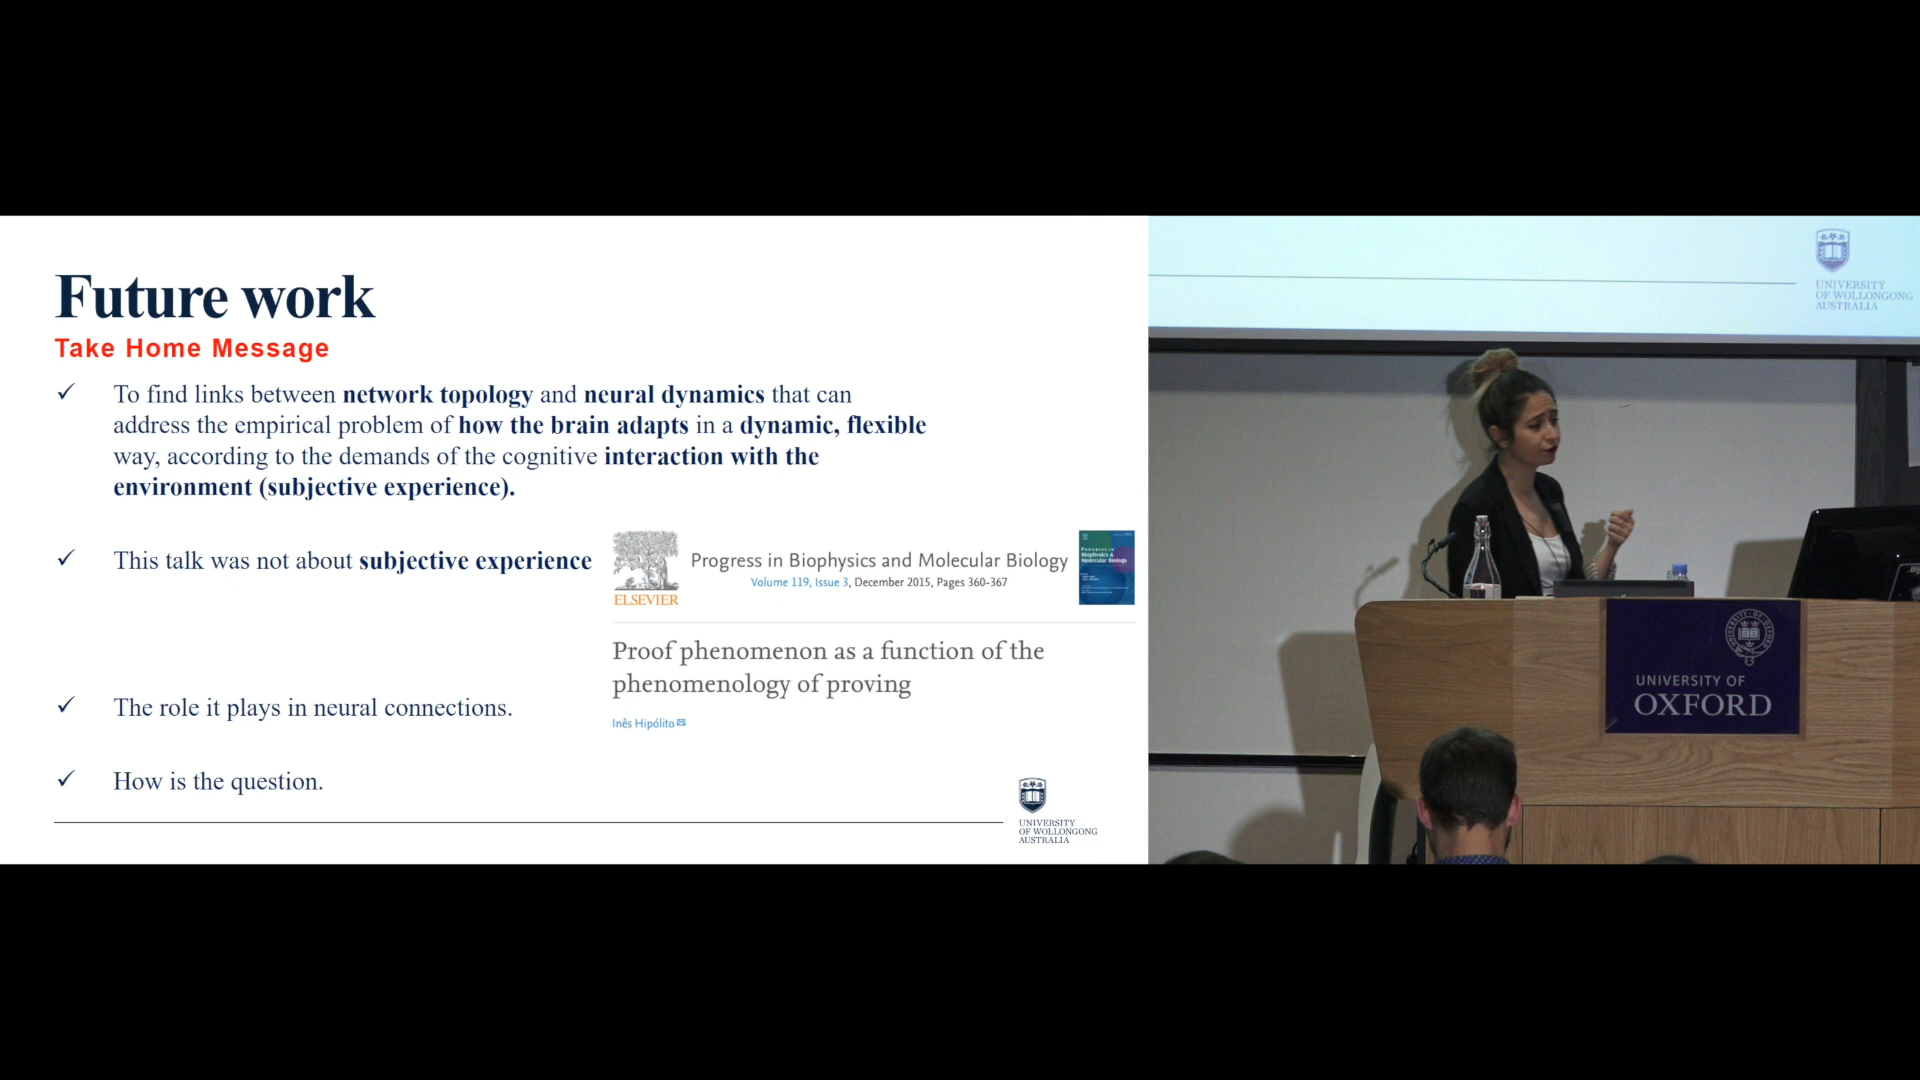 Future work
Take Home Message
✓ To find links between network topology and neural dynamics that can
address the empirical problem of how the brain adapts in a dynamic, flexible
way, according to the demands of the cognitive interaction with the
environment (subjective experience).
✓ This talk was not about subjective experience
ELSEVIER
Progress in Biophysics and Molecular Biology
Volume 119, Issue 3, December 2015, Pages 360-367
Proof phenomenon as a function of the
phenomenology of proving
Inês Hipólito
✓ The role it plays in neural connections.
✓ How is the question.
UNIVERSITY
OF WOLLONGONG
AUSTRALIA
UNIVERSITY
OF WOLLONGONG
AUSTRALIA
UNIVERSITY OF
OXFORD